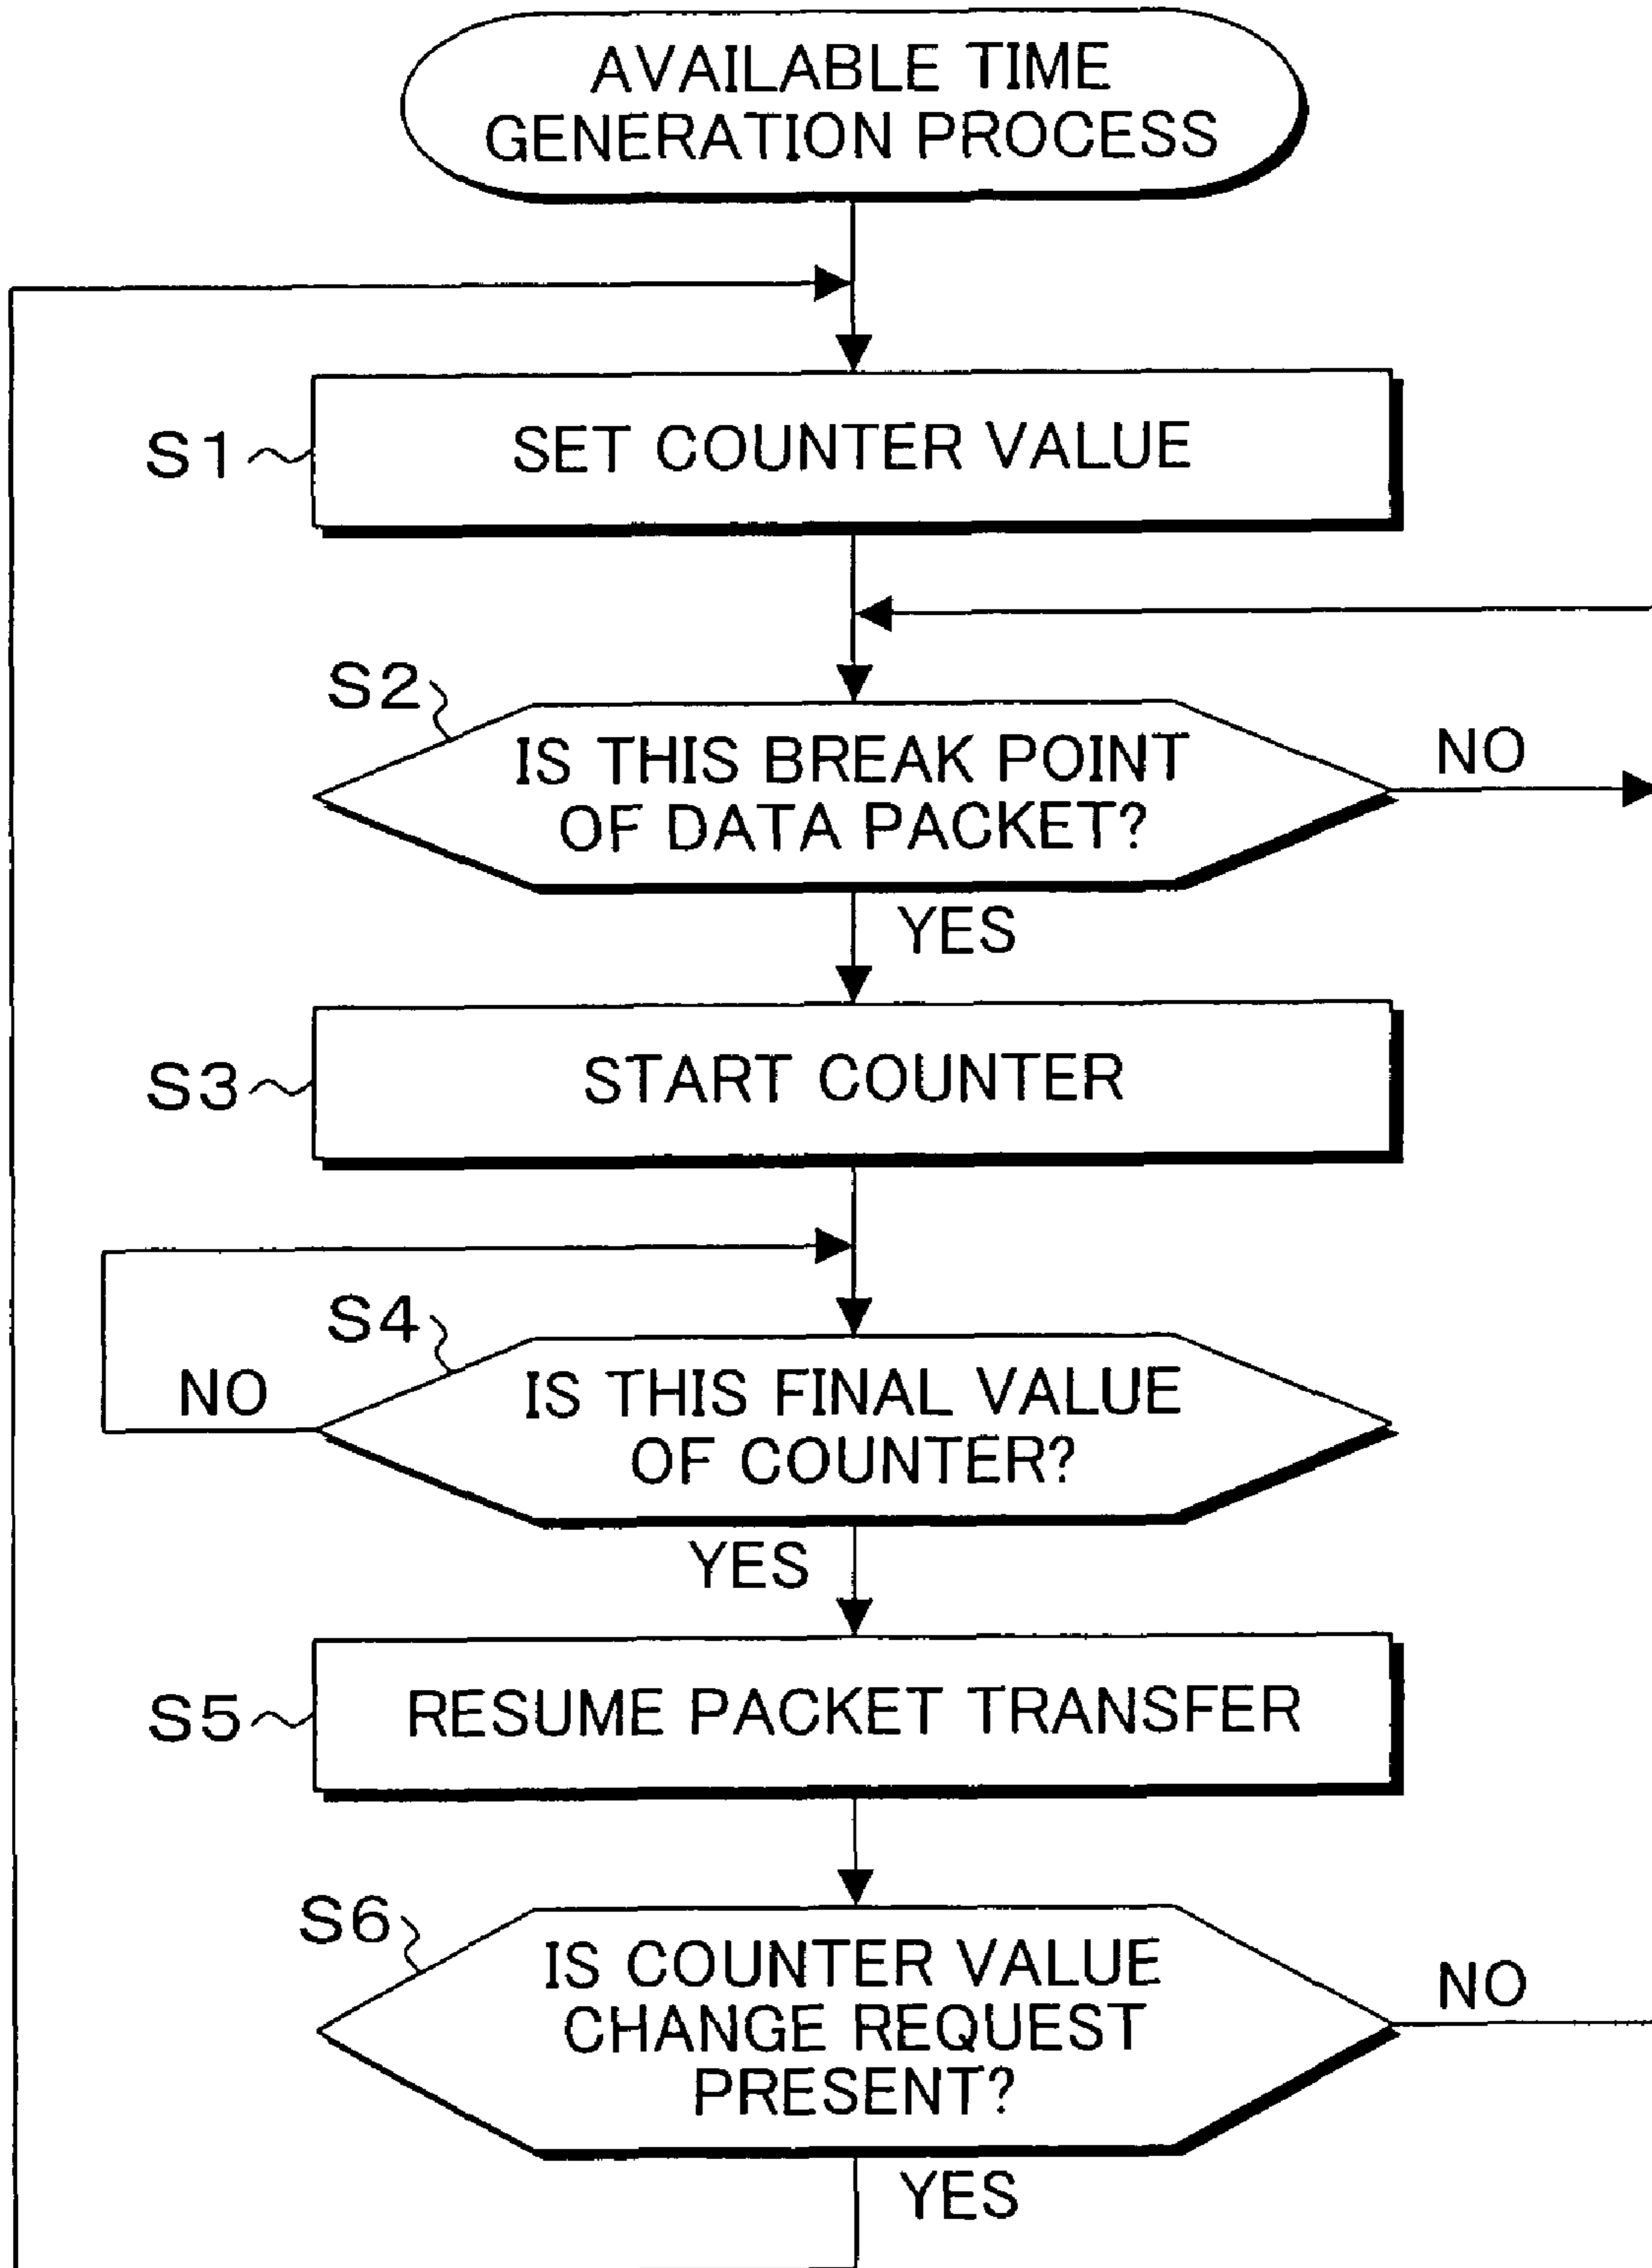 AVAILABLE TIME
GENERATION PROCESS
S1
SET COUNTER VALUE
S2
IS THIS BREAK POINT
OF DATA PACKET?
NO
YES
S3
START COUNTER
S4
NO
IS THIS FINAL VALUE
OF COUNTER?
YES
S5
RESUME PACKET TRANSFER
S6
IS COUNTER VALUE
CHANGE REQUEST
PRESENT?
NO
YES